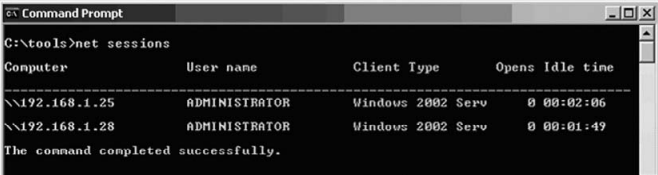 Command Prompt
C:\tools>net sessions
Computer User name Client Type Opens Idle time
-------------------------------------------------------------------------------
\\192.168.1.25 ADMINISTRATOR Windows 2002 Serv 0 00:02:06
\\192.168.1.28 ADMINISTRATOR Windows 2002 Serv 0 00:01:49
The command completed successfully.